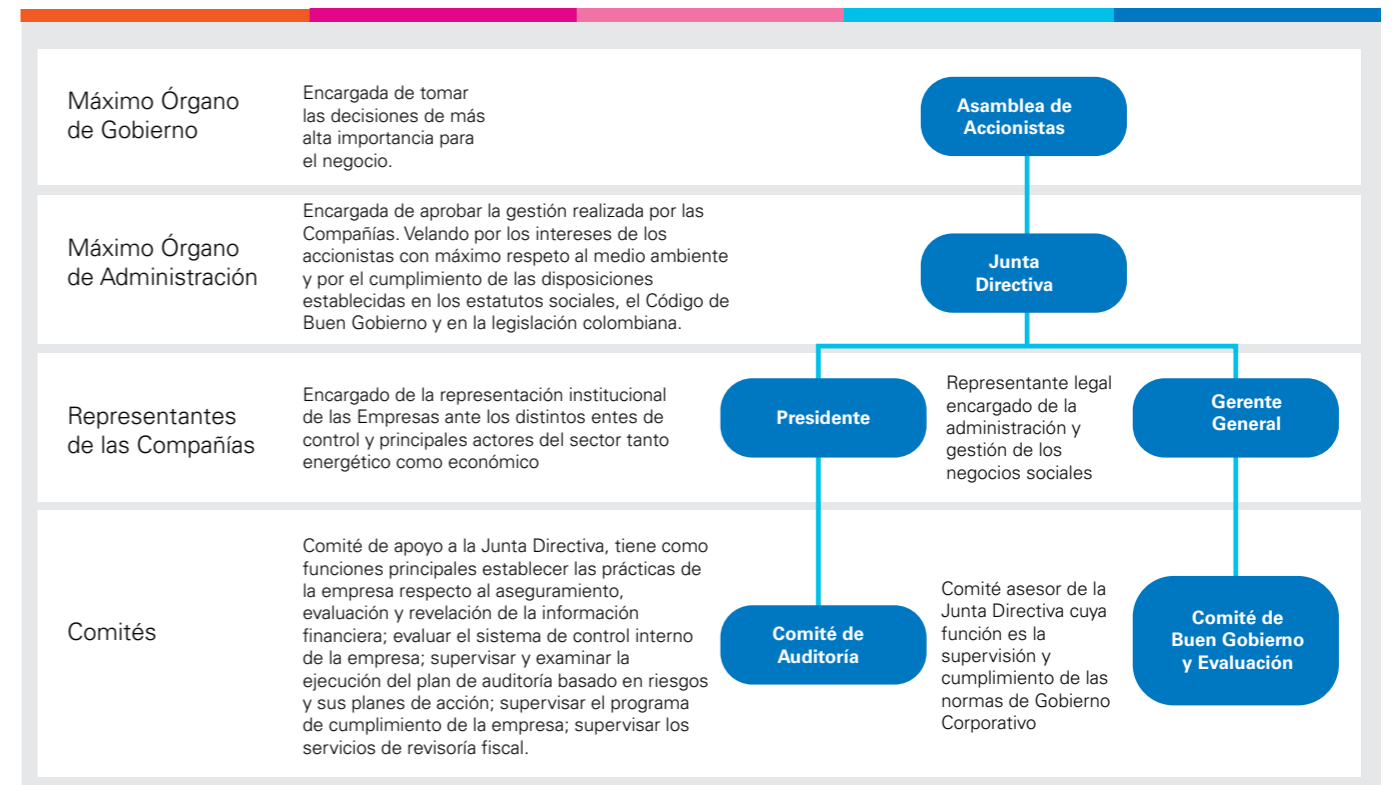 Máximo Órgano
de Gobierno
Encargada de tomar
las decisiones de más
alta importancia para
el negocio.
Asamblea de
Accionistas
Máximo Órgano
de Administración
Encargada de aprobar la gestión realizada por las
Compañías. Velando por los intereses de los
accionistas con máximo respeto al medio ambiente
y por el cumplimiento de las disposiciones
establecidas en los estatutos sociales, el Código de
Buen Gobierno y en la legislación colombiana.
Junta
Directiva
Representantes
de las Compañías
Encargado de la representación institucional
de las Empresas ante los distintos entes de
control y principales actores del sector tanto
energético como económico
Presidente
Representante legal
encargado de la
administración y
gestión de los
negocios sociales
Gerente
General
Comités
Comité de apoyo a la Junta Directiva, tiene como
funciones principales establecer las prácticas de
la empresa respecto al aseguramiento,
evaluación y revelación de la información
financiera; evaluar el sistema de control interno
de la empresa; supervisar y examinar la
ejecución del plan de auditoría basado en riesgos
y sus planes de acción; supervisar el programa
de cumplimiento de la empresa; supervisar los
servicios de revisoría fiscal.
Comité de
Auditoría
Comité asesor de la
Junta Directiva cuya
función es la
supervisión y
cumplimiento de las
normas de Gobierno
Corporativo
Comité de
Buen Gobierno
y Evaluación